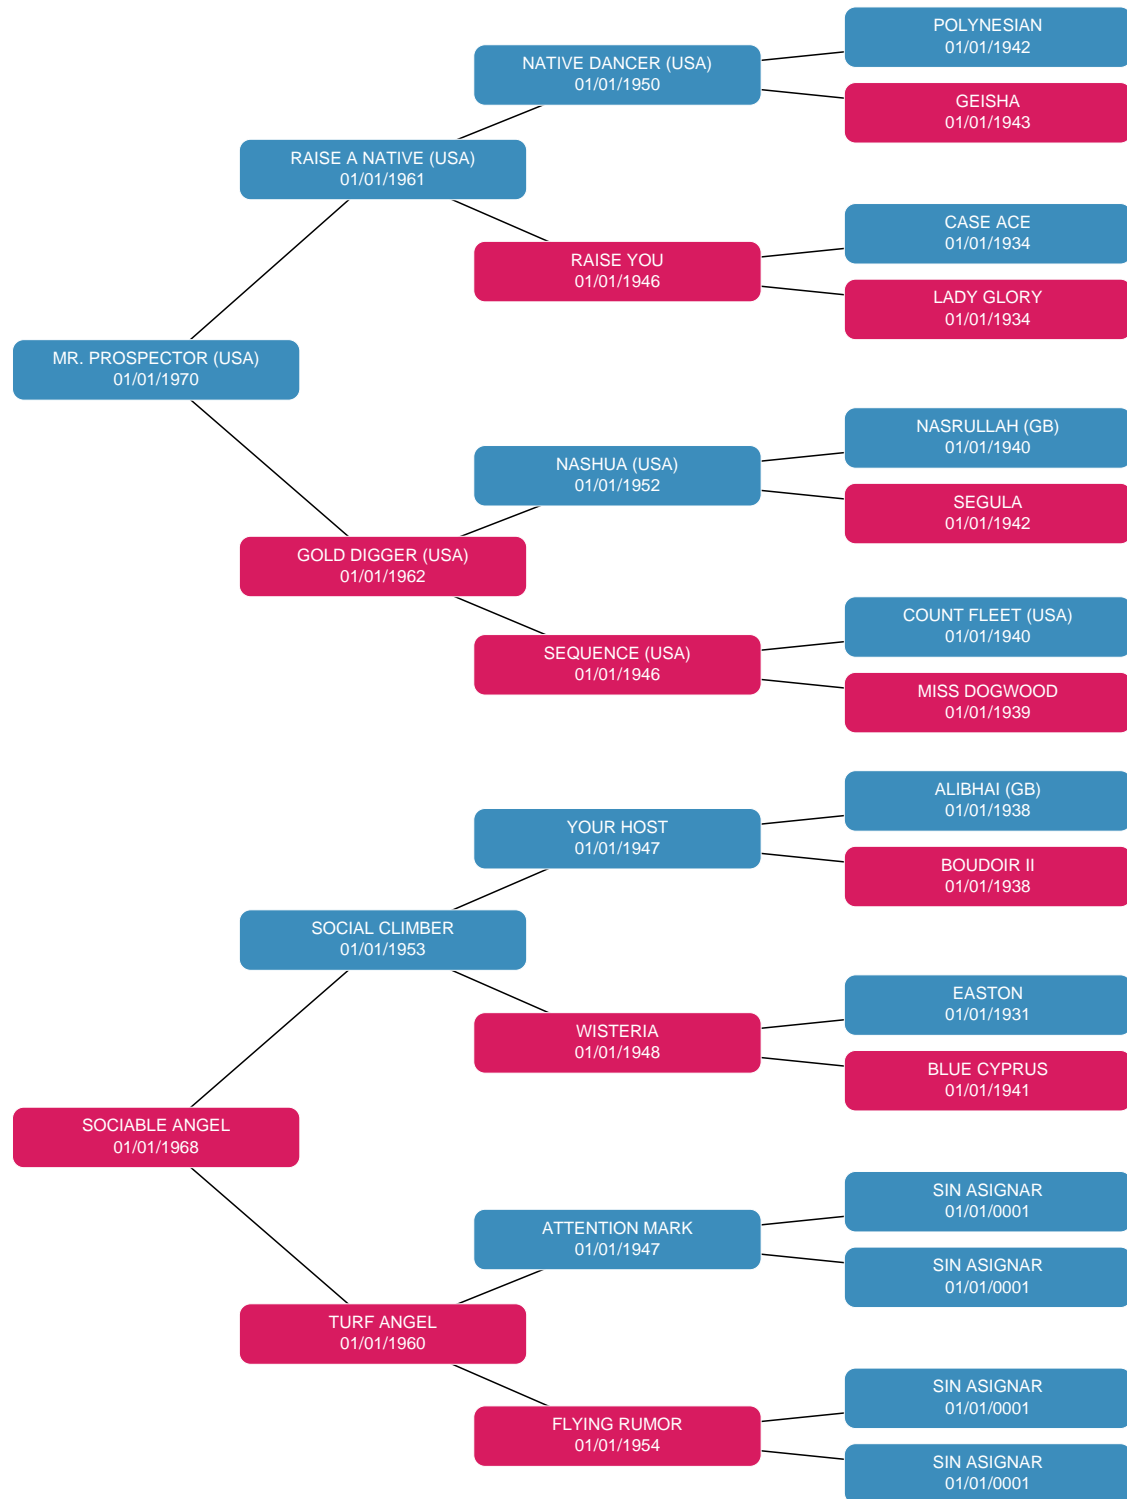 POLYNESIAN
01/01/1942
NATIVE DANCER (USA)
01/01/1950
GEISHA
01/01/1943
RAISE A NATIVE (USA)
01/01/1961
CASE ACE
01/01/1934
RAISE YOU
01/01/1946
LADY GLORY
01/01/1934
MR. PROSPECTOR (USA)
01/01/1970
NASRULLAH (GB)
01/01/1940
NASHUA (USA)
01/01/1952
SEGULA
01/01/1942
GOLD DIGGER (USA)
01/01/1962
COUNT FLEET (USA)
01/01/1940
SEQUENCE (USA)
01/01/1946
MISS DOGWOOD
01/01/1939
ALIBHAI (GB)
01/01/1938
YOUR HOST
01/01/1947
BOUDOIR II
01/01/1938
SOCIAL CLIMBER
01/01/1953
EASTON
01/01/1931
WISTERIA
01/01/1948
BLUE CYPRUS
01/01/1941
SOCIABLE ANGEL
01/01/1968
SIN ASIGNAR
01/01/0001
ATTENTION MARK
01/01/1947
SIN ASIGNAR
01/01/0001
TURF ANGEL
01/01/1960
SIN ASIGNAR
01/01/0001
FLYING RUMOR
01/01/1954
SIN ASIGNAR
01/01/0001